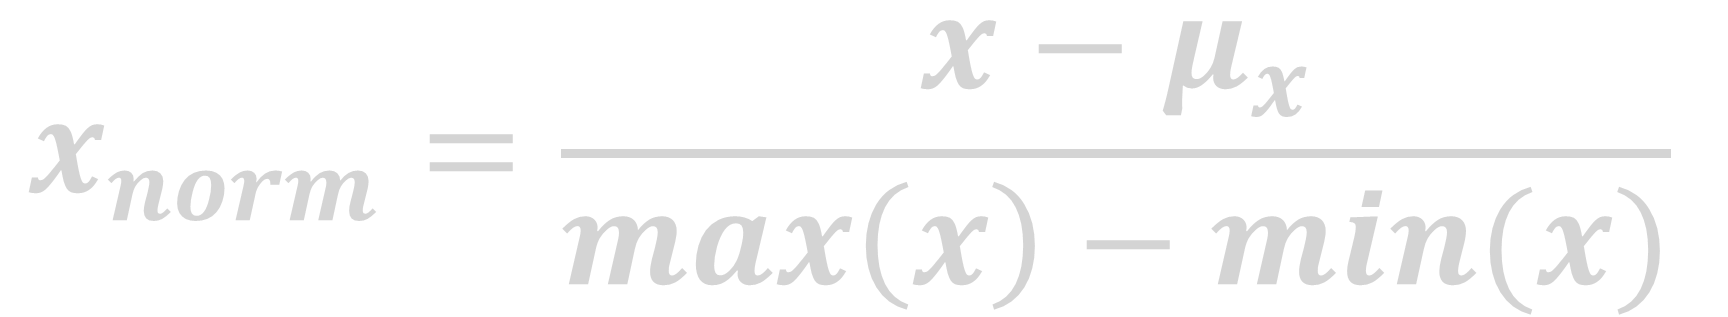 x_norm = (x − μ_x) / (max(x) − min(x))